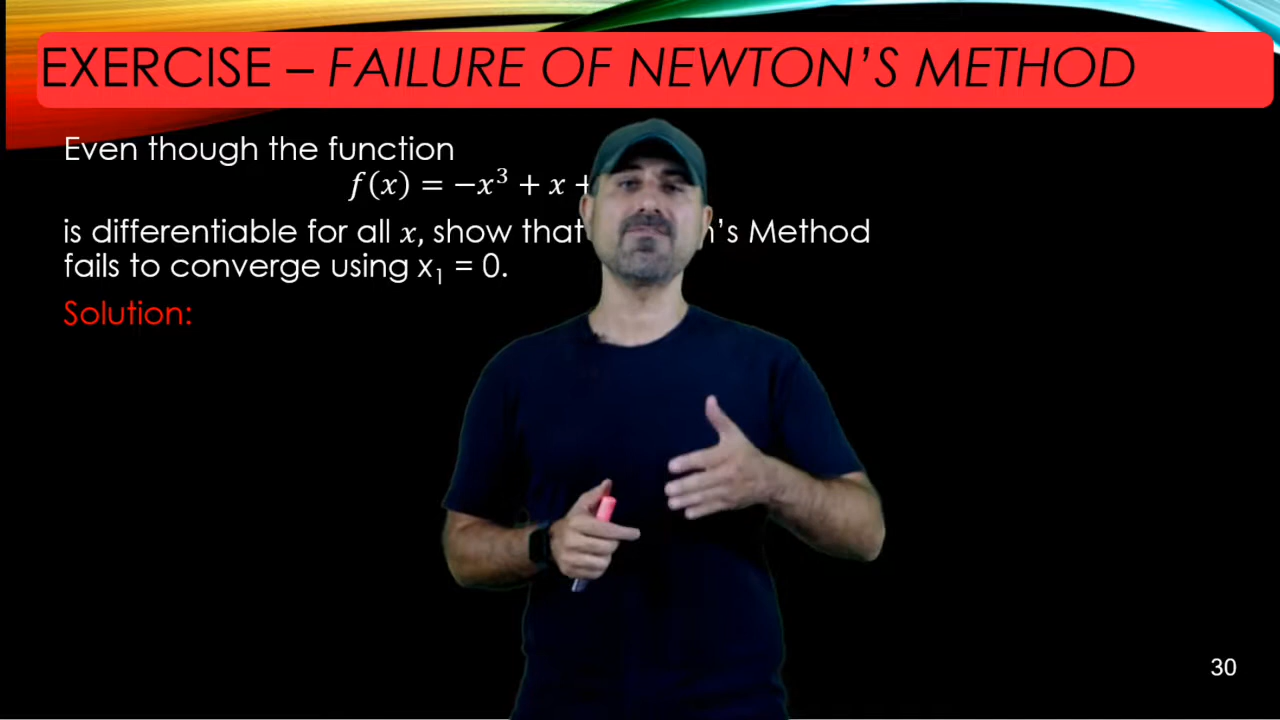 EXERCISE – FAILURE OF NEWTON'S METHOD
Even though the function
f(x) = −x³ + x +
is differentiable for all x, show that 's Method
fails to converge using x₁ = 0.
Solution:
30